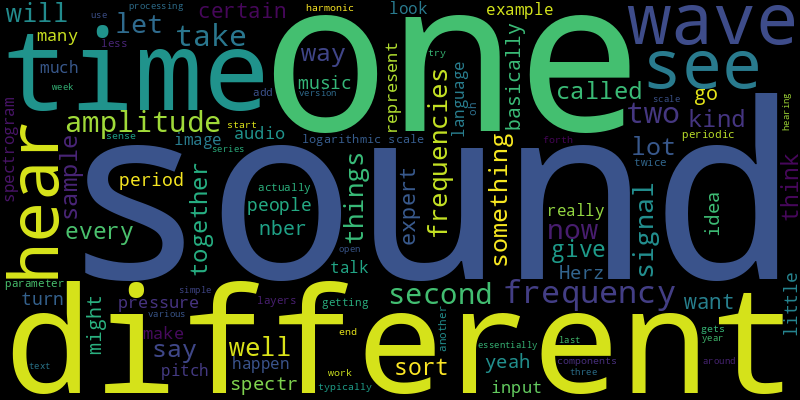 will
many
use
processing
let
take
certain
harmonic
look
example
wave
time
one
see
less
way
music
represent
try
language
oh
basically
called
go
much
week
add
version
frequencies
scale
two
kind
amplitude
start
sense
image
audio
series
logarithmic scale
forth
lot
periodic
twice
hearing
spectrogram
hear
sample
sound
period
together
actually
people
nber
things
expert
something
really
now
give
Herz
signal
idea
think
every
open
talk
parameter
turn
might
simple
various
pressure
make
say
pitch
layers
getting
second
frequency
want
little
different
well
happen
spectr
end
work
typically
yeah
sort
another
essentially
input
last
components
three
gets
year
around
text